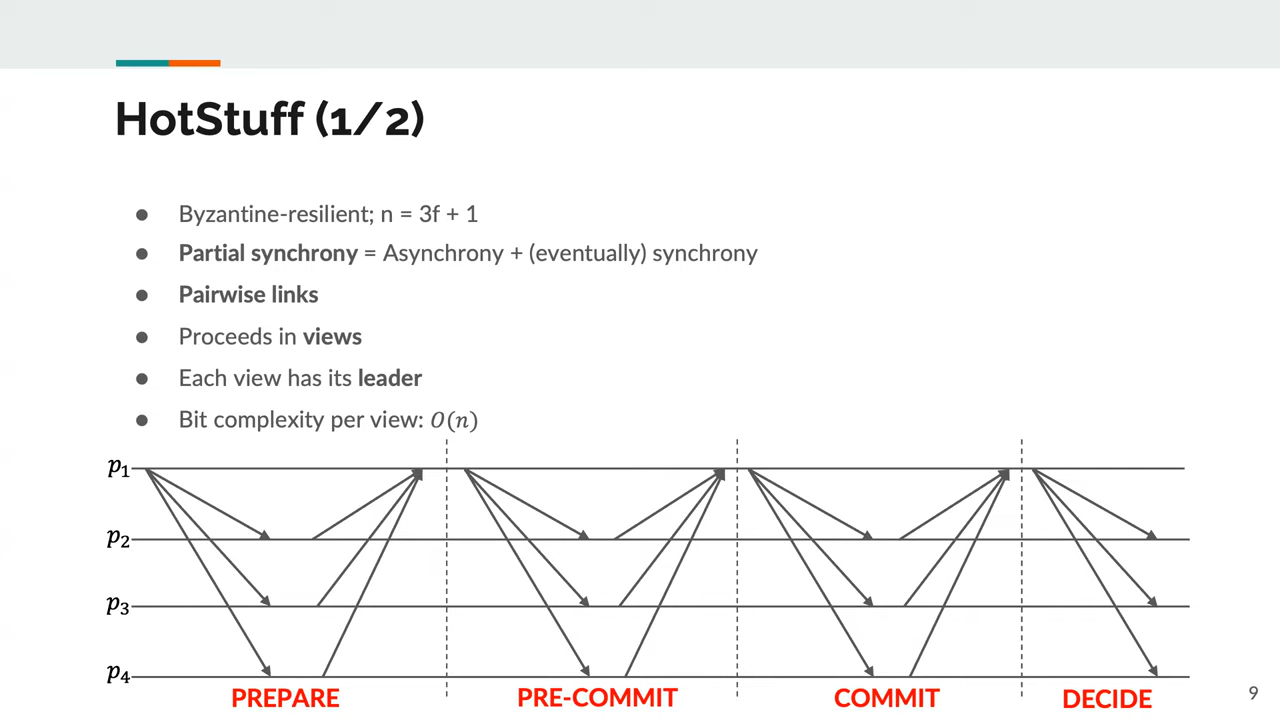 HotStuff (1/2)
● Byzantine-resilient; n = 3f + 1
● Partial synchrony = Asynchrony + (eventually) synchrony
● Pairwise links
● Proceeds in views
● Each view has its leader
● Bit complexity per view: O(n)
p1
p2
p3
p4
PREPARE PRE-COMMIT COMMIT DECIDE
9